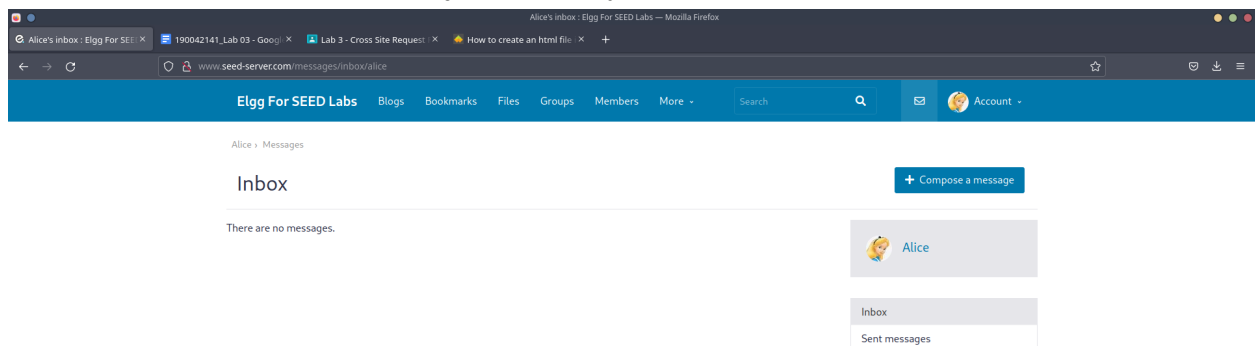 Alice's inbox : Elgg For SEED Labs — Mozilla Firefox
Alice's inbox : Elgg For SEE
190042141_Lab 03 - Googl
Lab 3 - Cross Site Request
How to create an html file
www.seed-server.com/messages/inbox/alice
Elgg For SEED Labs Blogs Bookmarks Files Groups Members More Search Account
Alice › Messages
Inbox
+ Compose a message
There are no messages.
Alice
Inbox
Sent messages